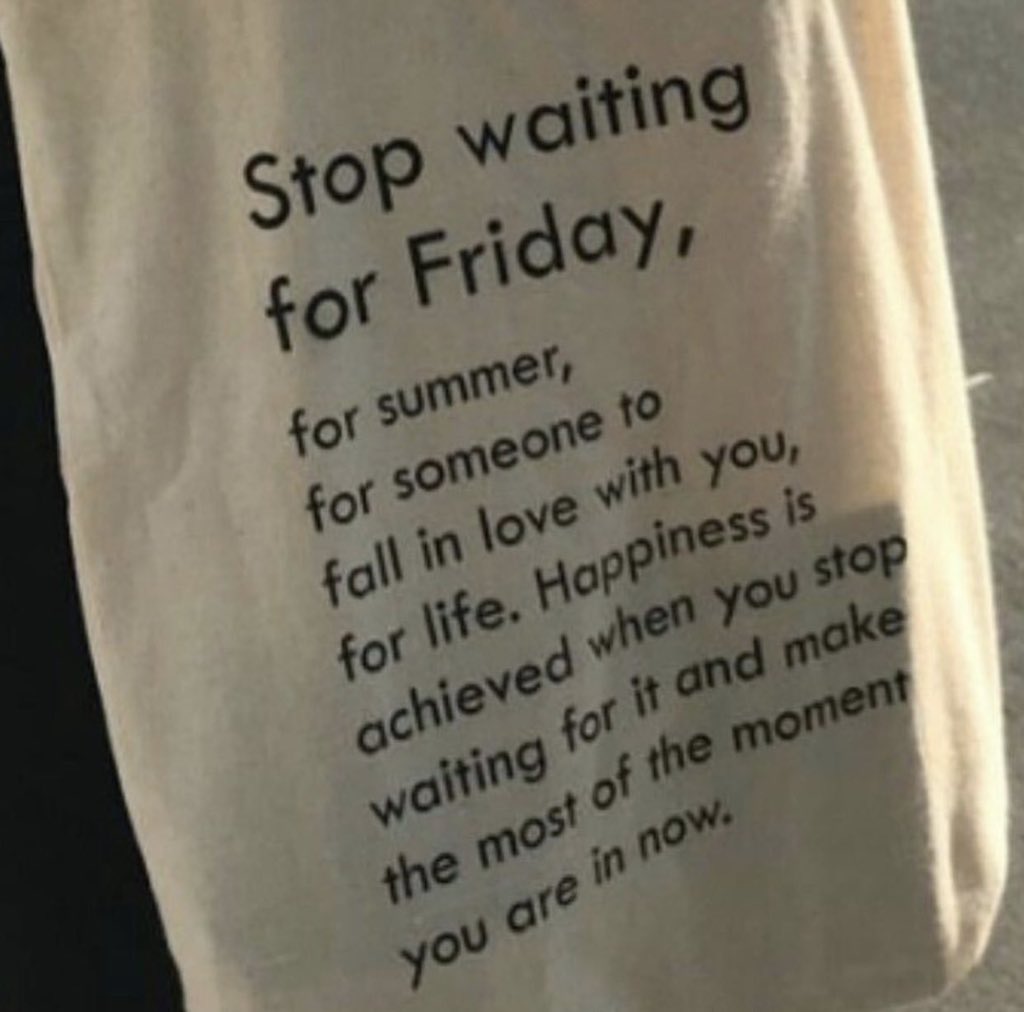 Stop waiting
for Friday,
for summer,
for someone to
fall in love with you,
for life. Happiness is
achieved when you stop
waiting for it and make
the most of the moment
you are in now.